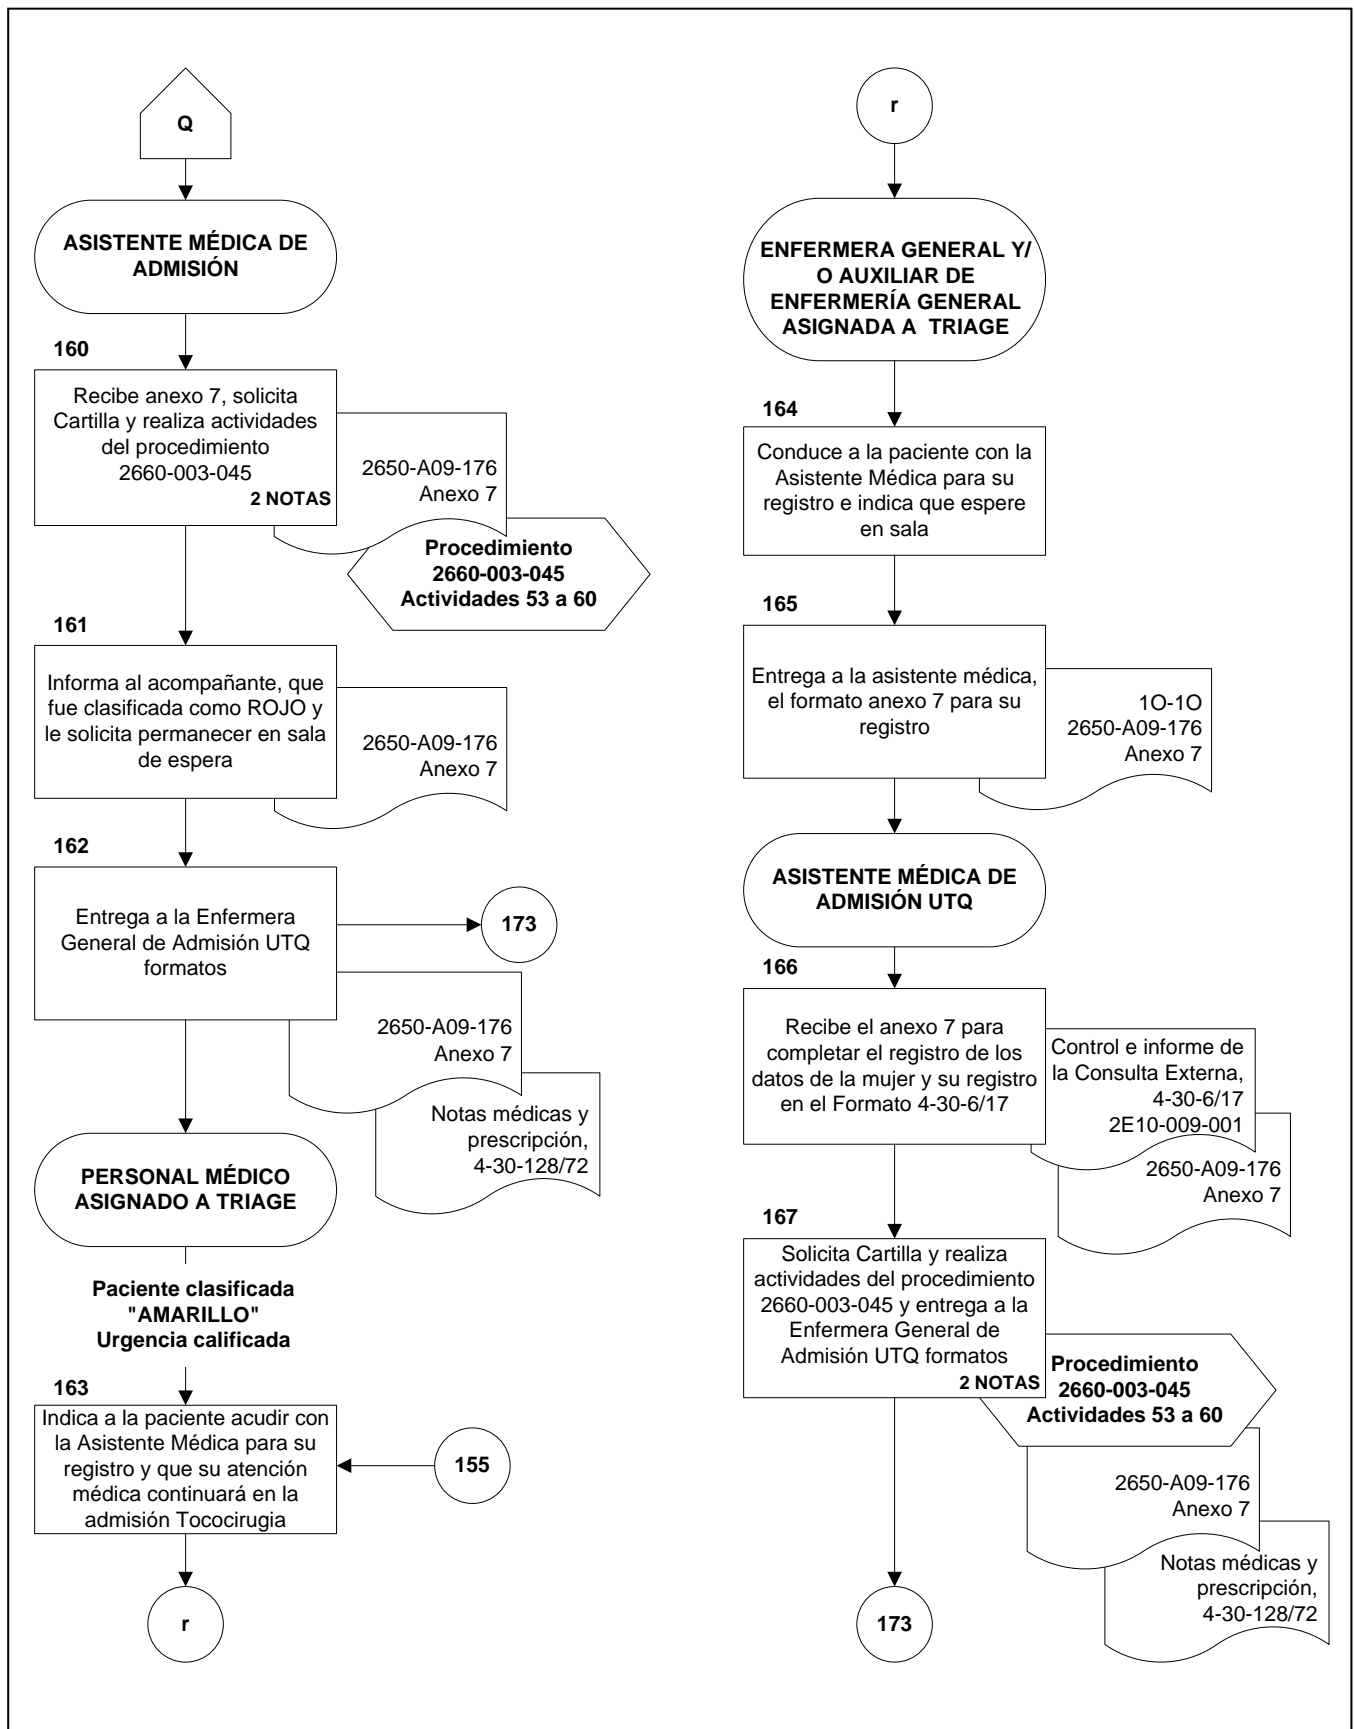 Q
ASISTENTE MÉDICA DE
ADMISIÓN
160
Recibe anexo 7, solicita
Cartilla y realiza actividades
del procedimiento
2660-003-045
2 NOTAS
2650-A09-176
Anexo 7
Procedimiento
2660-003-045
Actividades 53 a 60
161
Informa al acompañante, que
fue clasificada como ROJO y
le solicita permanecer en sala
de espera
2650-A09-176
Anexo 7
162
Entrega a la Enfermera
General de Admisión UTQ
formatos
173
2650-A09-176
Anexo 7
Notas médicas y
prescripción,
4-30-128/72
PERSONAL MÉDICO
ASIGNADO A TRIAGE
Paciente clasificada
"AMARILLO"
Urgencia calificada
163
Indica a la paciente acudir con
la Asistente Médica para su
registro y que su atención
médica continuará en la
admisión Tococirugia
155
r
r
ENFERMERA GENERAL Y/
O AUXILIAR DE
ENFERMERÍA GENERAL
ASIGNADA A TRIAGE
164
Conduce a la paciente con la
Asistente Médica para su
registro e indica que espere
en sala
165
Entrega a la asistente médica,
el formato anexo 7 para su
registro
1O-1O
2650-A09-176
Anexo 7
ASISTENTE MÉDICA DE
ADMISIÓN UTQ
166
Recibe el anexo 7 para
completar el registro de los
datos de la mujer y su registro
en el Formato 4-30-6/17
Control e informe de
la Consulta Externa,
4-30-6/17
2E10-009-001
2650-A09-176
Anexo 7
167
Solicita Cartilla y realiza
actividades del procedimiento
2660-003-045 y entrega a la
Enfermera General de
Admisión UTQ formatos
2 NOTAS
Procedimiento
2660-003-045
Actividades 53 a 60
2650-A09-176
Anexo 7
Notas médicas y
prescripción,
4-30-128/72
173